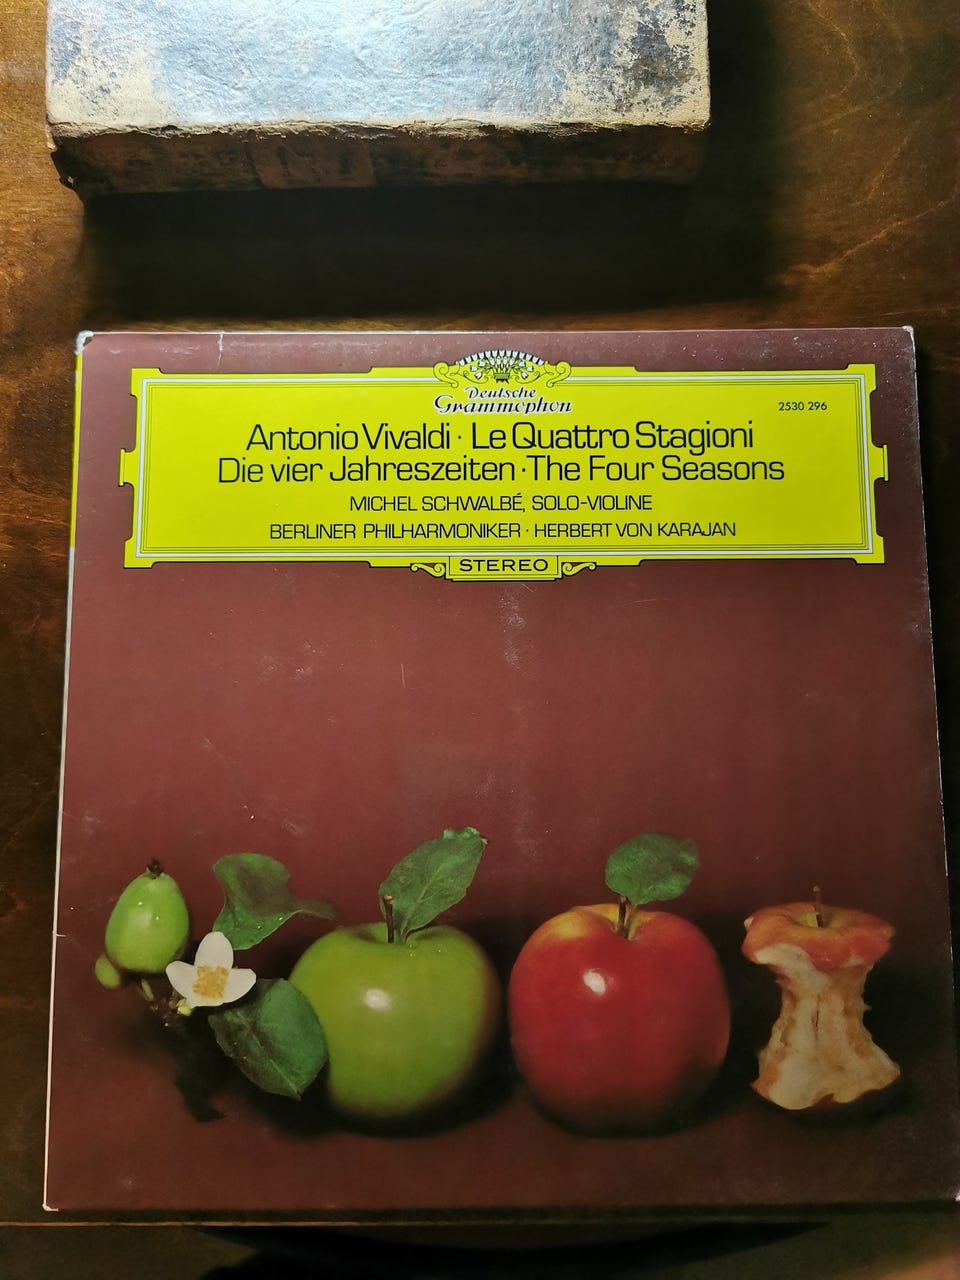 Deutsche
Grammophon
2530 296
Antonio Vivaldi · Le Quattro Stagioni
Die vier Jahreszeiten · The Four Seasons
MICHEL SCHWALBÉ, SOLO-VIOLINE
BERLINER PHILHARMONIKER · HERBERT VON KARAJAN
STEREO